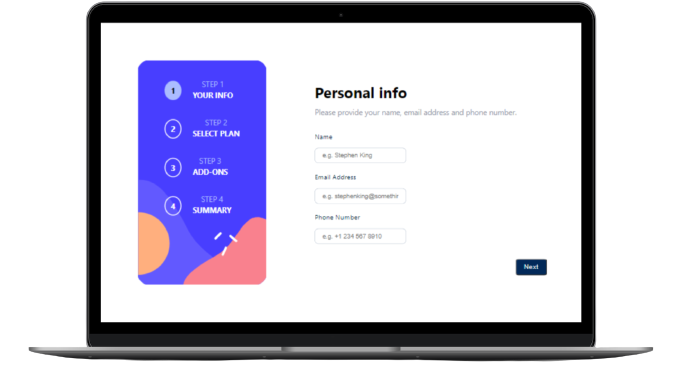 1
STEP 1
YOUR INFO
2
STEP 2
SELECT PLAN
3
STEP 3
ADD-ONS
4
STEP 4
SUMMARY
Personal info
Please provide your name, email address and phone number.
Name
e.g. Stephen King
Email Address
e.g. stephenking@somethin
Phone Number
e.g. +1 234 567 8910
Next